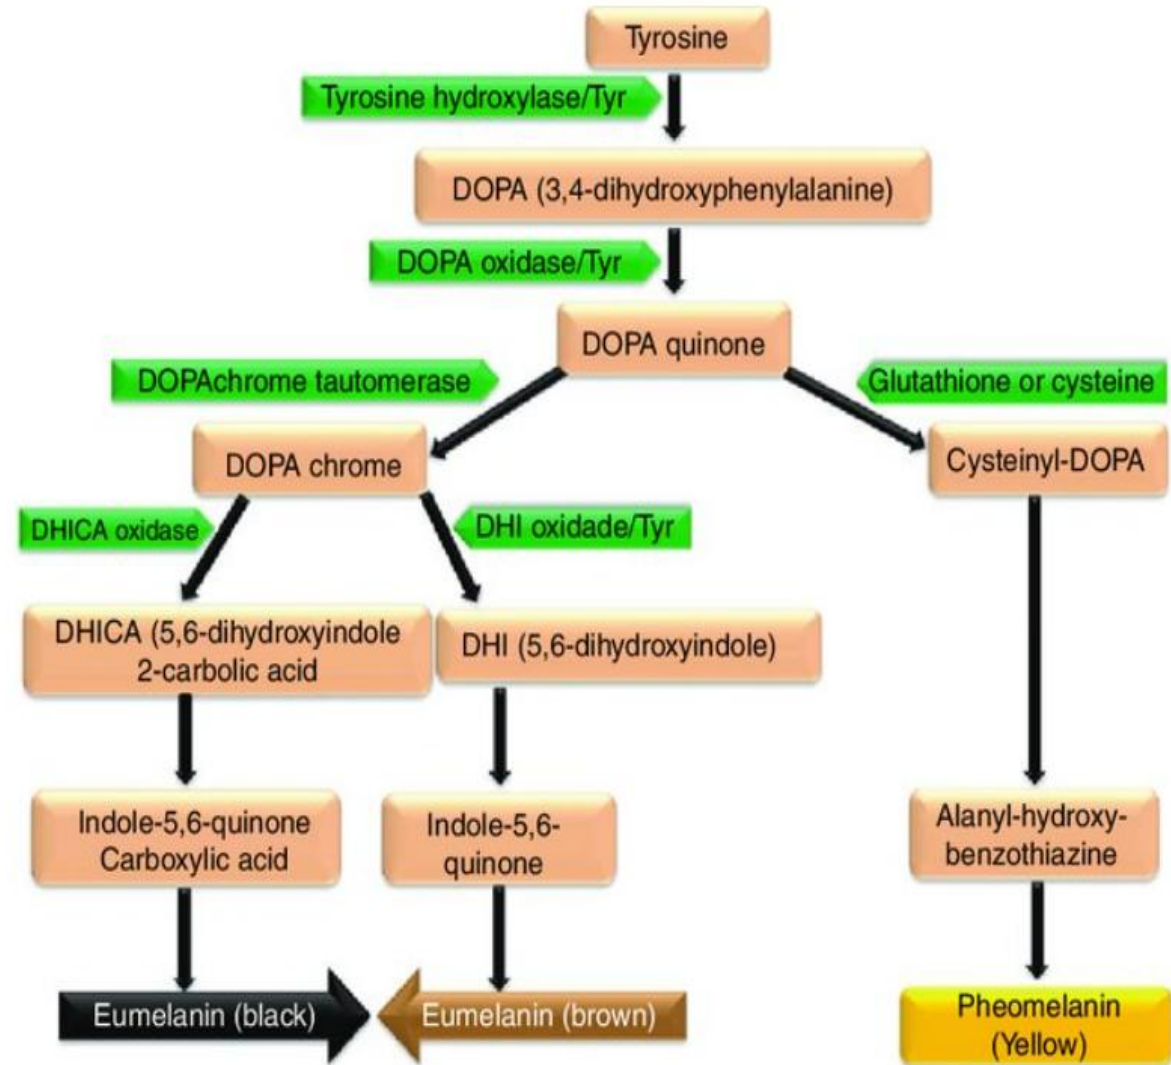 Tyrosine
Tyrosine hydroxylase/Tyr
DOPA (3,4-dihydroxyphenylalanine)
DOPA oxidase/Tyr
DOPA quinone
DOPAchrome tautomerase
Glutathione or cysteine
DOPA chrome
Cysteinyl-DOPA
DHICA oxidase
DHI oxidade/Tyr
DHICA (5,6-dihydroxyindole
2-carbolic acid
DHI (5,6-dihydroxyindole)
Indole-5,6-quinone
Carboxylic acid
Indole-5,6-
quinone
Alanyl-hydroxy-
benzothiazine
Eumelanin (black)
Eumelanin (brown)
Pheomelanin
(Yellow)